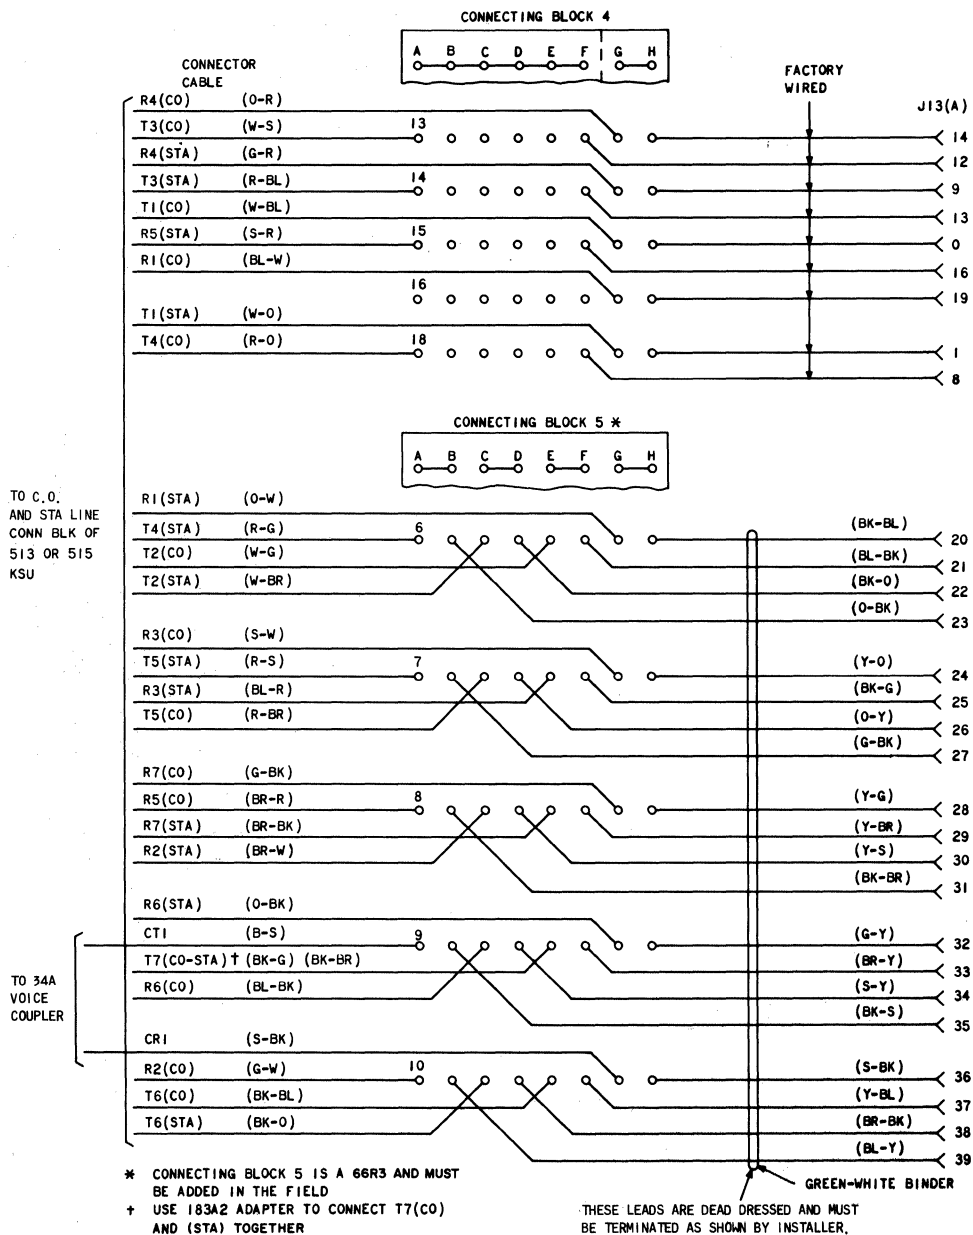 CONNECTING BLOCK 4
A B C D E F G H
CONNECTOR
CABLE
FACTORY
WIRED
J13(A)
R4(CO) (O-R)
T3(CO) (W-S) 13 14
R4(STA) (G-R) 12
T3(STA) (R-BL) 14 9
T1(CO) (W-BL) 13
R5(STA) (S-R) 15 0
R1(CO) (BL-W) 16
16 19
T1(STA) (W-O)
T4(CO) (R-O) 18 1
8
CONNECTING BLOCK 5 *
A B C D E F G H
TO C.O.
AND STA LINE
CONN BLK OF
513 OR 515
KSU
R1(STA) (O-W)
T4(STA) (R-G) 6 (BK-BL) 20
T2(CO) (W-G) (BL-BK) 21
T2(STA) (W-BR) (BK-O) 22
(O-BK) 23
R3(CO) (S-W)
T5(STA) (R-S) 7 (Y-O) 24
R3(STA) (BL-R) (BK-G) 25
T5(CO) (R-BR) (O-Y) 26
(G-BK) 27
R7(CO) (G-BK)
R5(CO) (BR-R) 8 (Y-G) 28
R7(STA) (BR-BK) (Y-BR) 29
R2(STA) (BR-W) (Y-S) 30
(BK-BR) 31
R6(STA) (O-BK)
CT1 (B-S) 9 (G-Y) 32
T7(CO-STA)† (BK-G) (BK-BR) (BR-Y) 33
R6(CO) (BL-BK) (S-Y) 34
(BK-S) 35
TO 34A
VOICE
COUPLER
CR1 (S-BK)
R2(CO) (G-W) 10 (S-BK) 36
T6(CO) (BK-BL) (Y-BL) 37
T6(STA) (BK-O) (BR-BK) 38
(BL-Y) 39
* CONNECTING BLOCK 5 IS A 66R3 AND MUST
BE ADDED IN THE FIELD
† USE 183A2 ADAPTER TO CONNECT T7(CO)
AND (STA) TOGETHER
GREEN-WHITE BINDER
THESE LEADS ARE DEAD DRESSED AND MUST
BE TERMINATED AS SHOWN BY INSTALLER.